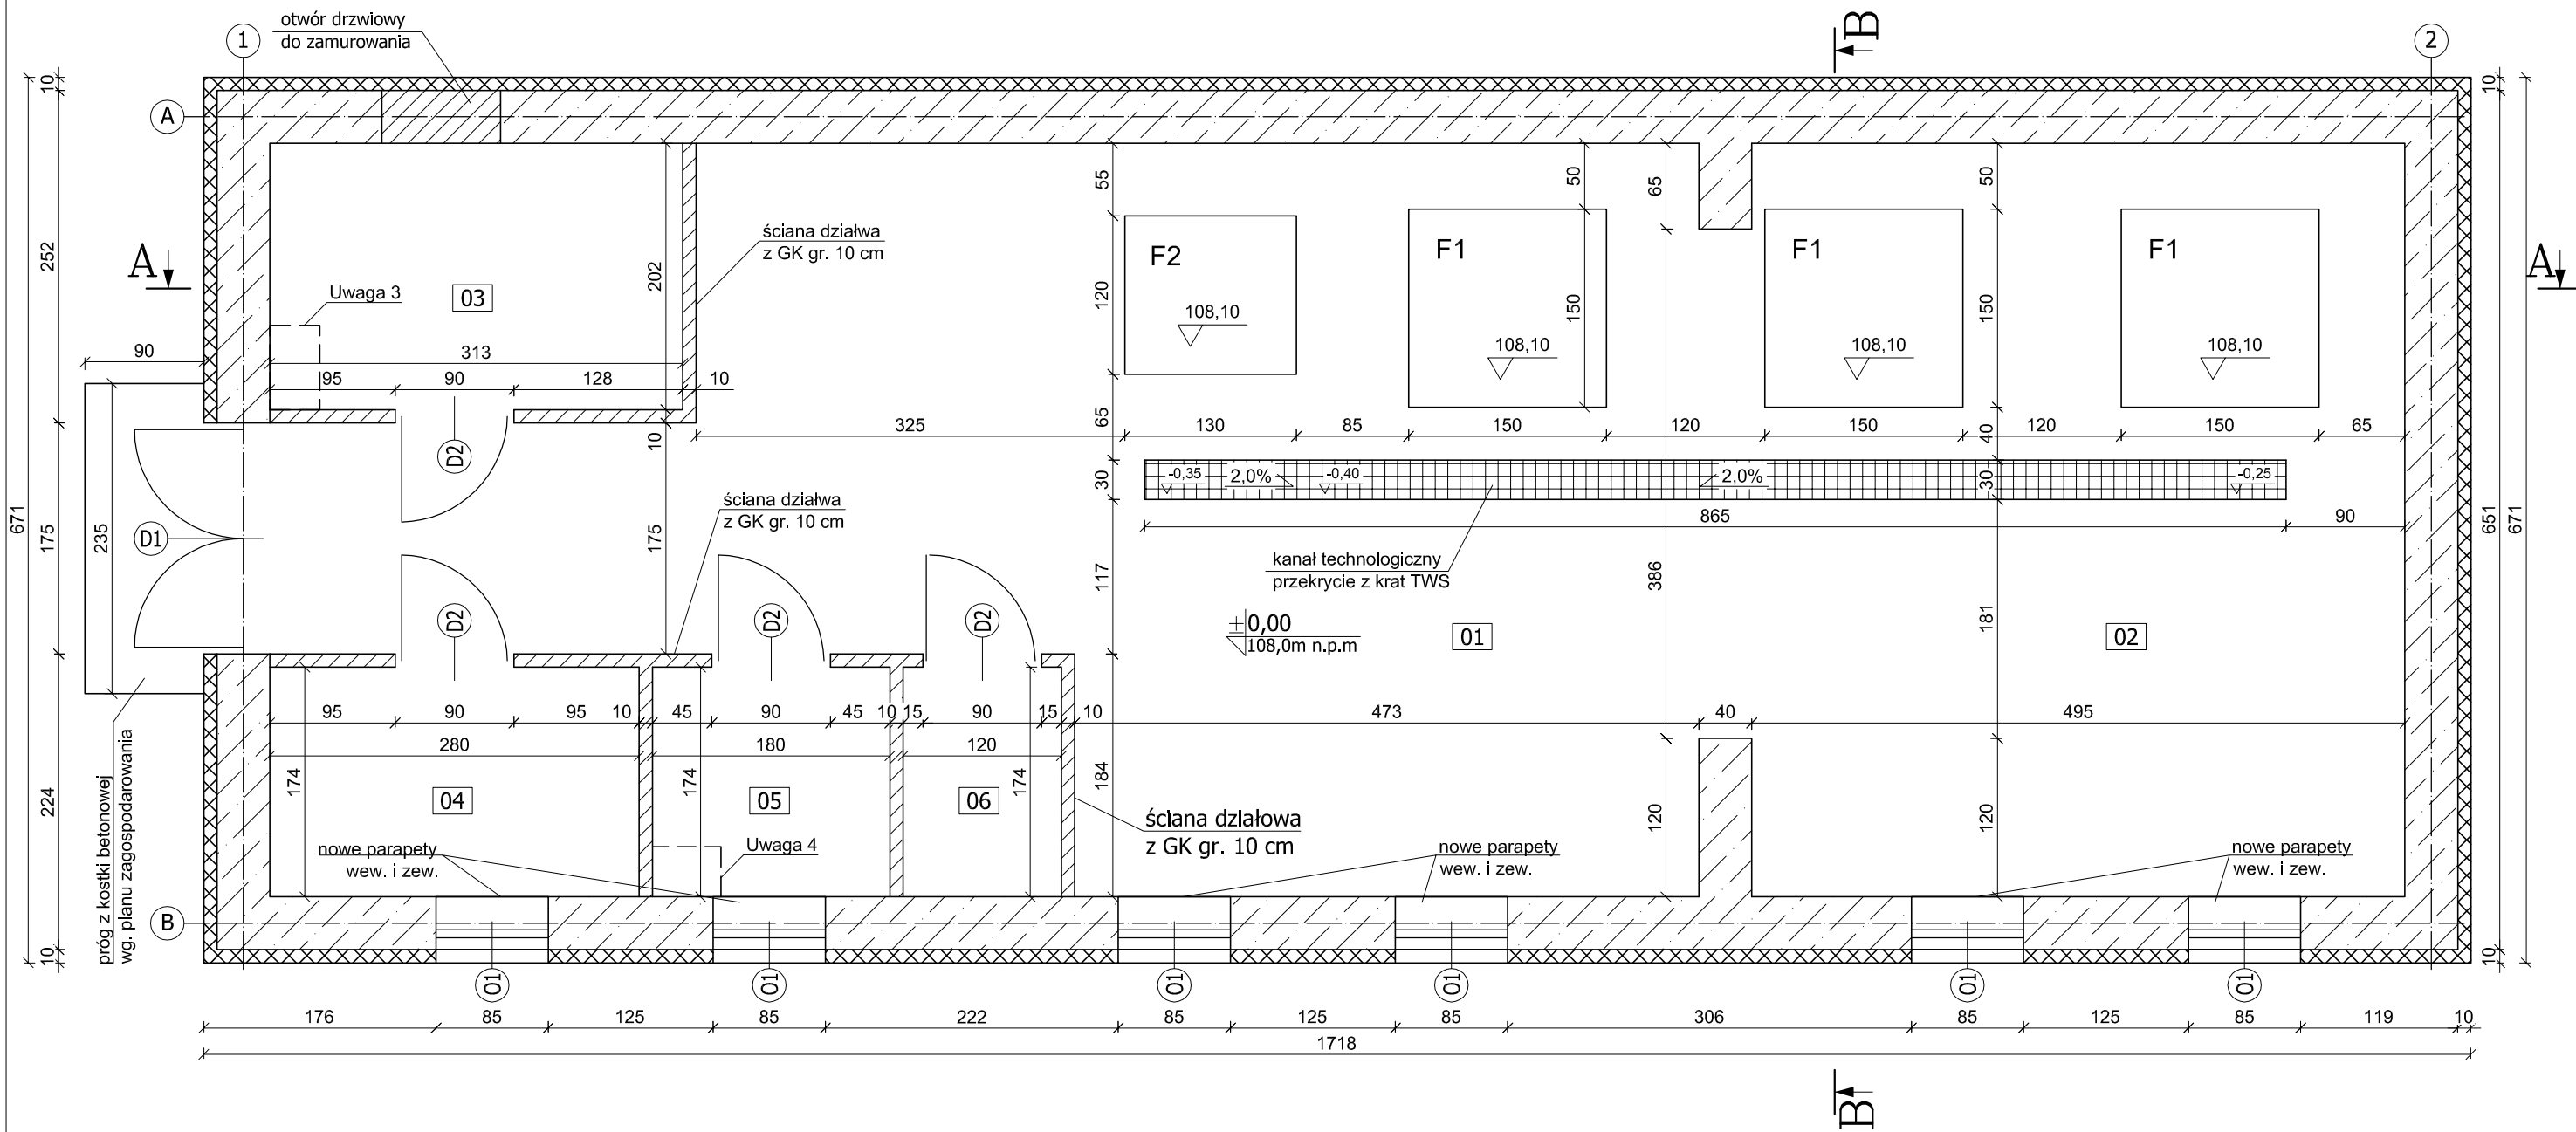 otwór drzwiowy
do zamurowania
1
B
2
10
10
A
ściana działwa
z GK gr. 10 cm
55
50
65
50
252
A
Uwaga 3
03
202
F2
F1
F1
F1
A
120
150
150
108,10
108,10
108,10
108,10
90
313
95
90
128
10
325
130
85
150
120
150
120
150
65
65
40
D2
10
30
-0,35
2,0%
-0,40
2,0%
30
-0,25
ściana działwa
z GK gr. 10 cm
865
90
671
175
235
D1
175
117
386
181
651
671
kanał technologiczny
przekrycie z krat TWS
±0,00
108,0m n.p.m
01
02
D2
D2
D2
95
90
95
10
45
90
45
10
15
90
15
10
473
40
495
280
180
120
próg z kostki betonowej
wg. planu zagospodarowania
224
174
174
174
184
120
120
04
05
06
ściana działowa
z GK gr. 10 cm
nowe parapety
wew. i zew.
Uwaga 4
nowe parapety
wew. i zew.
nowe parapety
wew. i zew.
B
10
10
O1
O1
O1
O1
O1
O1
176
85
125
85
222
85
125
85
306
85
125
85
119
10
1718
B